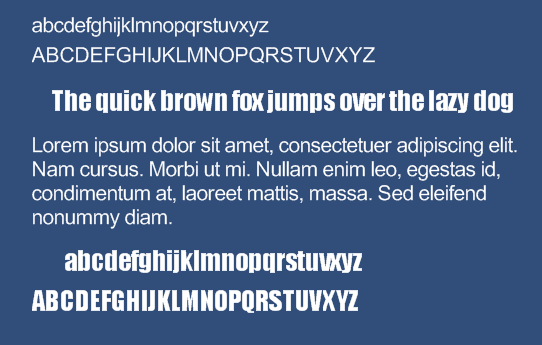 abcdefghijklmnopqrstuvxyz
ABCDEFGHIJKLMNOPQRSTUVXYZ
The quick brown fox jumps over the lazy dog
Lorem ipsum dolor sit amet, consectetuer adipiscing elit.
Nam cursus. Morbi ut mi. Nullam enim leo, egestas id,
condimentum at, laoreet mattis, massa. Sed eleifend
nonummy diam.
abcdefghijklmnopqrstuvxyz
ABCDEFGHIJKLMNOPQRSTUVXYZ